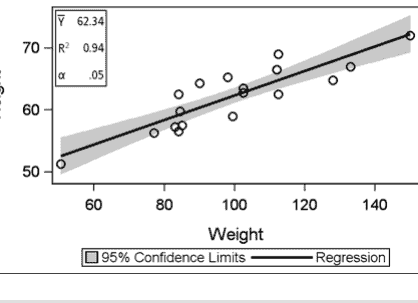 Ȳ 62.34
R² 0.94
α .05
70
60
50
60 80 100 120 140
Weight
95% Confidence Limits Regression